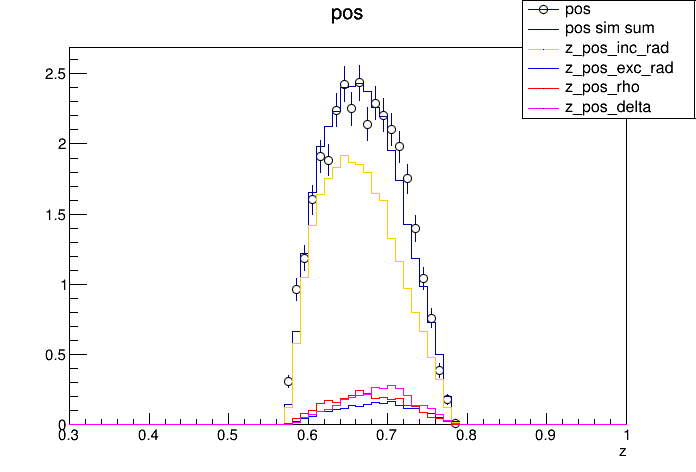 pos
pos
pos sim sum
z_pos_inc_rad
z_pos_exc_rad
z_pos_rho
z_pos_delta
2.5
2
1.5
1
0.5
0
0.3 0.4 0.5 0.6 0.7 0.8 0.9 1
z